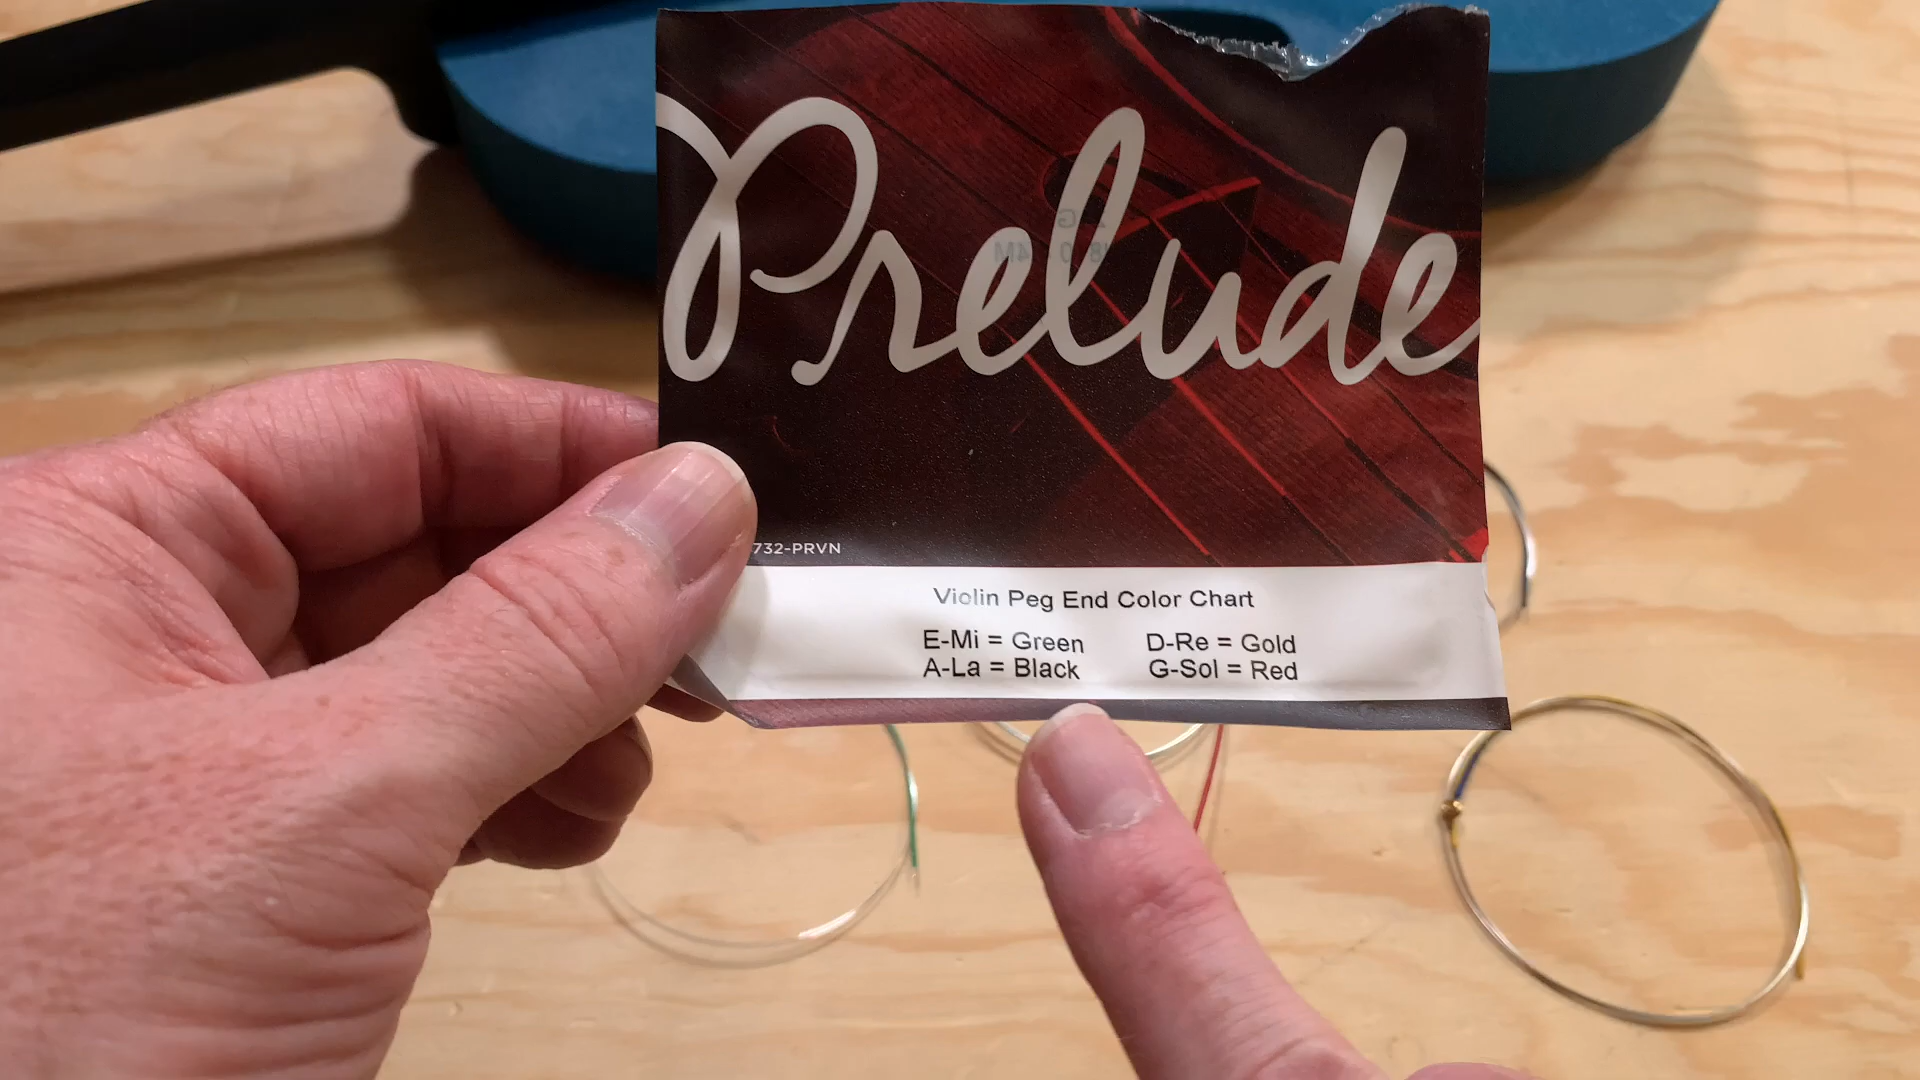 Prelude
732-PRVN
Violin Peg End Color Chart
E-Mi = Green D-Re = Gold
A-La = Black G-Sol = Red